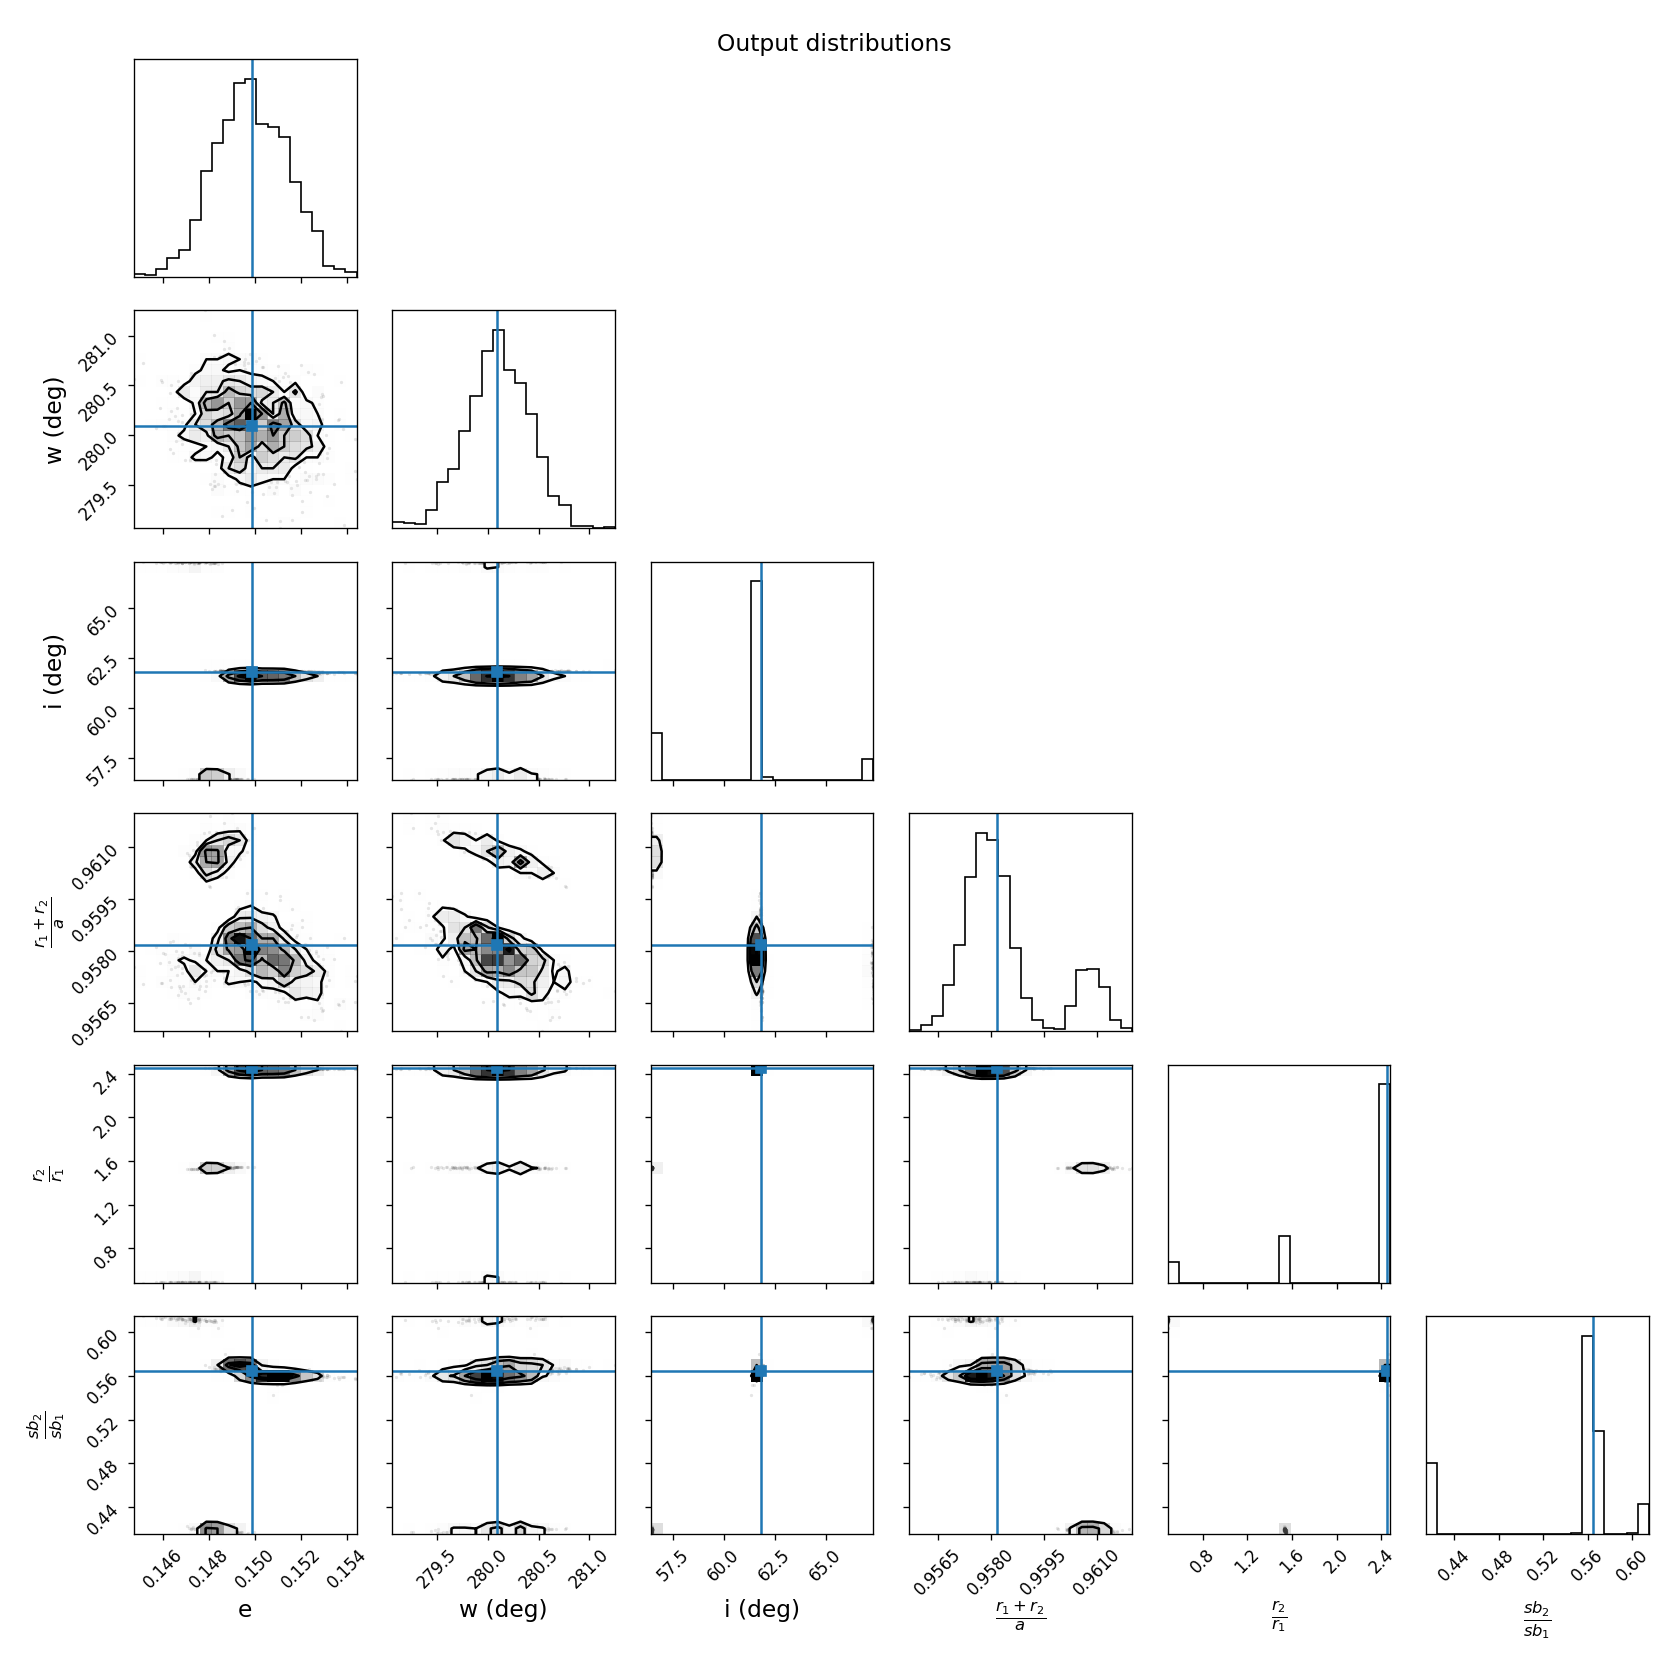 Output distributions
w (deg)
281.0
280.5
280.0
279.5
i (deg)
65.0
62.5
60.0
57.5
r₁ + r₂
a
0.9610
0.9595
0.9580
0.9565
r₂
r₁
2.4
2.0
1.6
1.2
0.8
sb₂
sb₁
0.60
0.56
0.52
0.48
0.44
0.146 0.148 0.150 0.152 0.154 279.5 280.0 280.5 281.0 57.5 60.0 62.5 65.0 0.9565 0.9580 0.9595 0.9610 0.8 1.2 1.6 2.0 2.4 0.44 0.48 0.52 0.56 0.60
e w (deg) i (deg)
r₁ + r₂
a
r₂
r₁
sb₂
sb₁